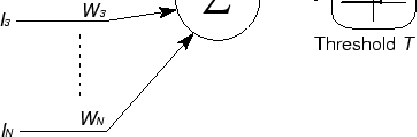 I3 W3
Σ
Threshold T
WN
IN